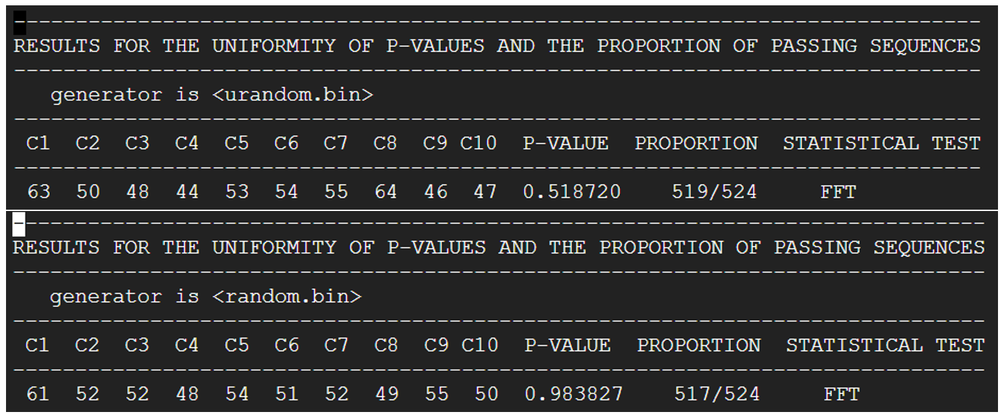 ------------------------------------------------------------------------------
RESULTS FOR THE UNIFORMITY OF P-VALUES AND THE PROPORTION OF PASSING SEQUENCES
------------------------------------------------------------------------------
   generator is <urandom.bin>
------------------------------------------------------------------------------
 C1  C2  C3  C4  C5  C6  C7  C8  C9 C10  P-VALUE  PROPORTION  STATISTICAL TEST
------------------------------------------------------------------------------
 63  50  48  44  53  54  55  64  46  47  0.518720    519/524     FFT
------------------------------------------------------------------------------
RESULTS FOR THE UNIFORMITY OF P-VALUES AND THE PROPORTION OF PASSING SEQUENCES
------------------------------------------------------------------------------
   generator is <random.bin>
------------------------------------------------------------------------------
 C1  C2  C3  C4  C5  C6  C7  C8  C9 C10  P-VALUE  PROPORTION  STATISTICAL TEST
------------------------------------------------------------------------------
 61  52  52  48  54  51  52  49  55  50  0.983827    517/524     FFT